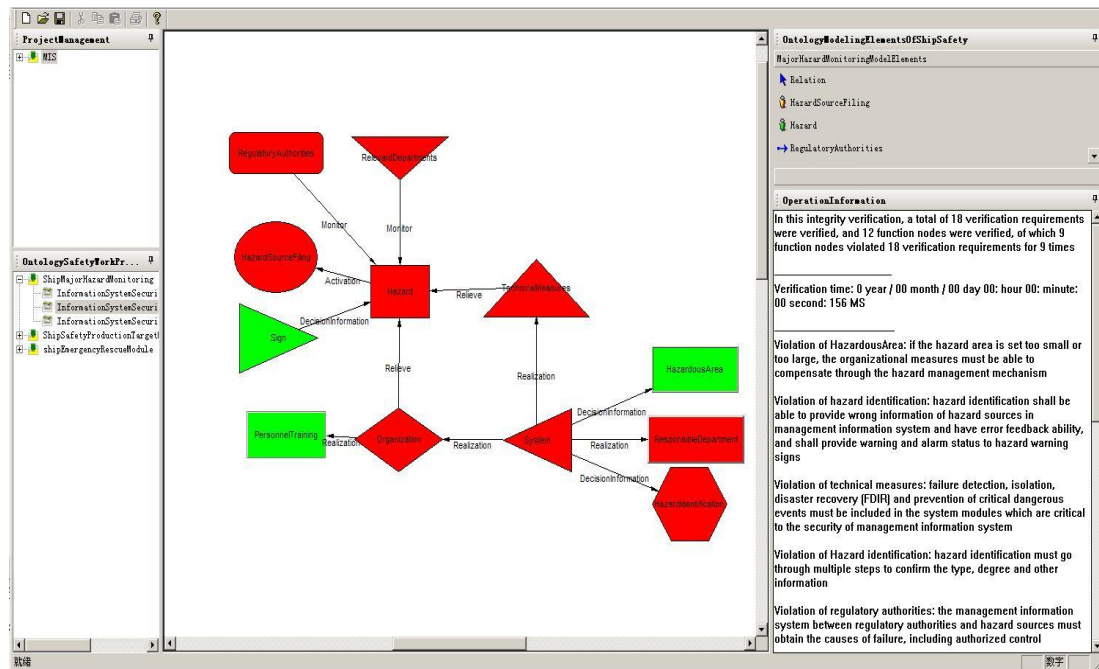 ProjectManagement
MIS
OntologySafetyWorkPr...
ShipMajorHazardMonitoring
InformationSystemSecuri
InformationSystemSecuri
InformationSystemSecuri
ShipSafetyProductionTarget
shipEmergencyRescueModule
RegulatoryAuthorities
RelevantDepartments
Monitor
Monitor
HazardSourceFiling
Activation
Hazard
Relieve
TechnicalMeasures
DecisionInformation
Sign
Relieve
Realization
HazardousArea
DecisionInformation
PersonnelTraining
Realization
Organization
Realization
System
Realization
ResponsibleDepartment
DecisionInformation
HazardIdentification
OntologyModelingElementsOfShipSafety
MajorHazardMonitoringModelElements
Relation
HazardSourceFiling
Hazard
RegulatoryAuthorities
OperationInformation
In this integrity verification, a total of 18 verification requirements
were verified, and 12 function nodes were verified, of which 9
function nodes violated 18 verification requirements for 9 times
Verification time: 0 year / 00 month / 00 day 00: hour 00: minute:
00 second: 156 MS
Violation of HazardousArea: if the hazard area is set too small or
too large, the organizational measures must be able to
compensate through the hazard management mechanism
Violation of hazard identification: hazard identification shall be
able to provide wrong information of hazard sources in
management information system and have error feedback ability,
and shall provide warning and alarm status to hazard warning
signs
Violation of technical measures: failure detection, isolation,
disaster recovery (FDIR) and prevention of critical dangerous
events must be included in the system modules which are critical
to the security of management information system
Violation of Hazard identification: hazard identification must go
through multiple steps to confirm the type, degree and other
information
Violation of regulatory authorities: the management information
system between regulatory authorities and hazard sources must
obtain the causes of failure, including authorized control
就绪
数字